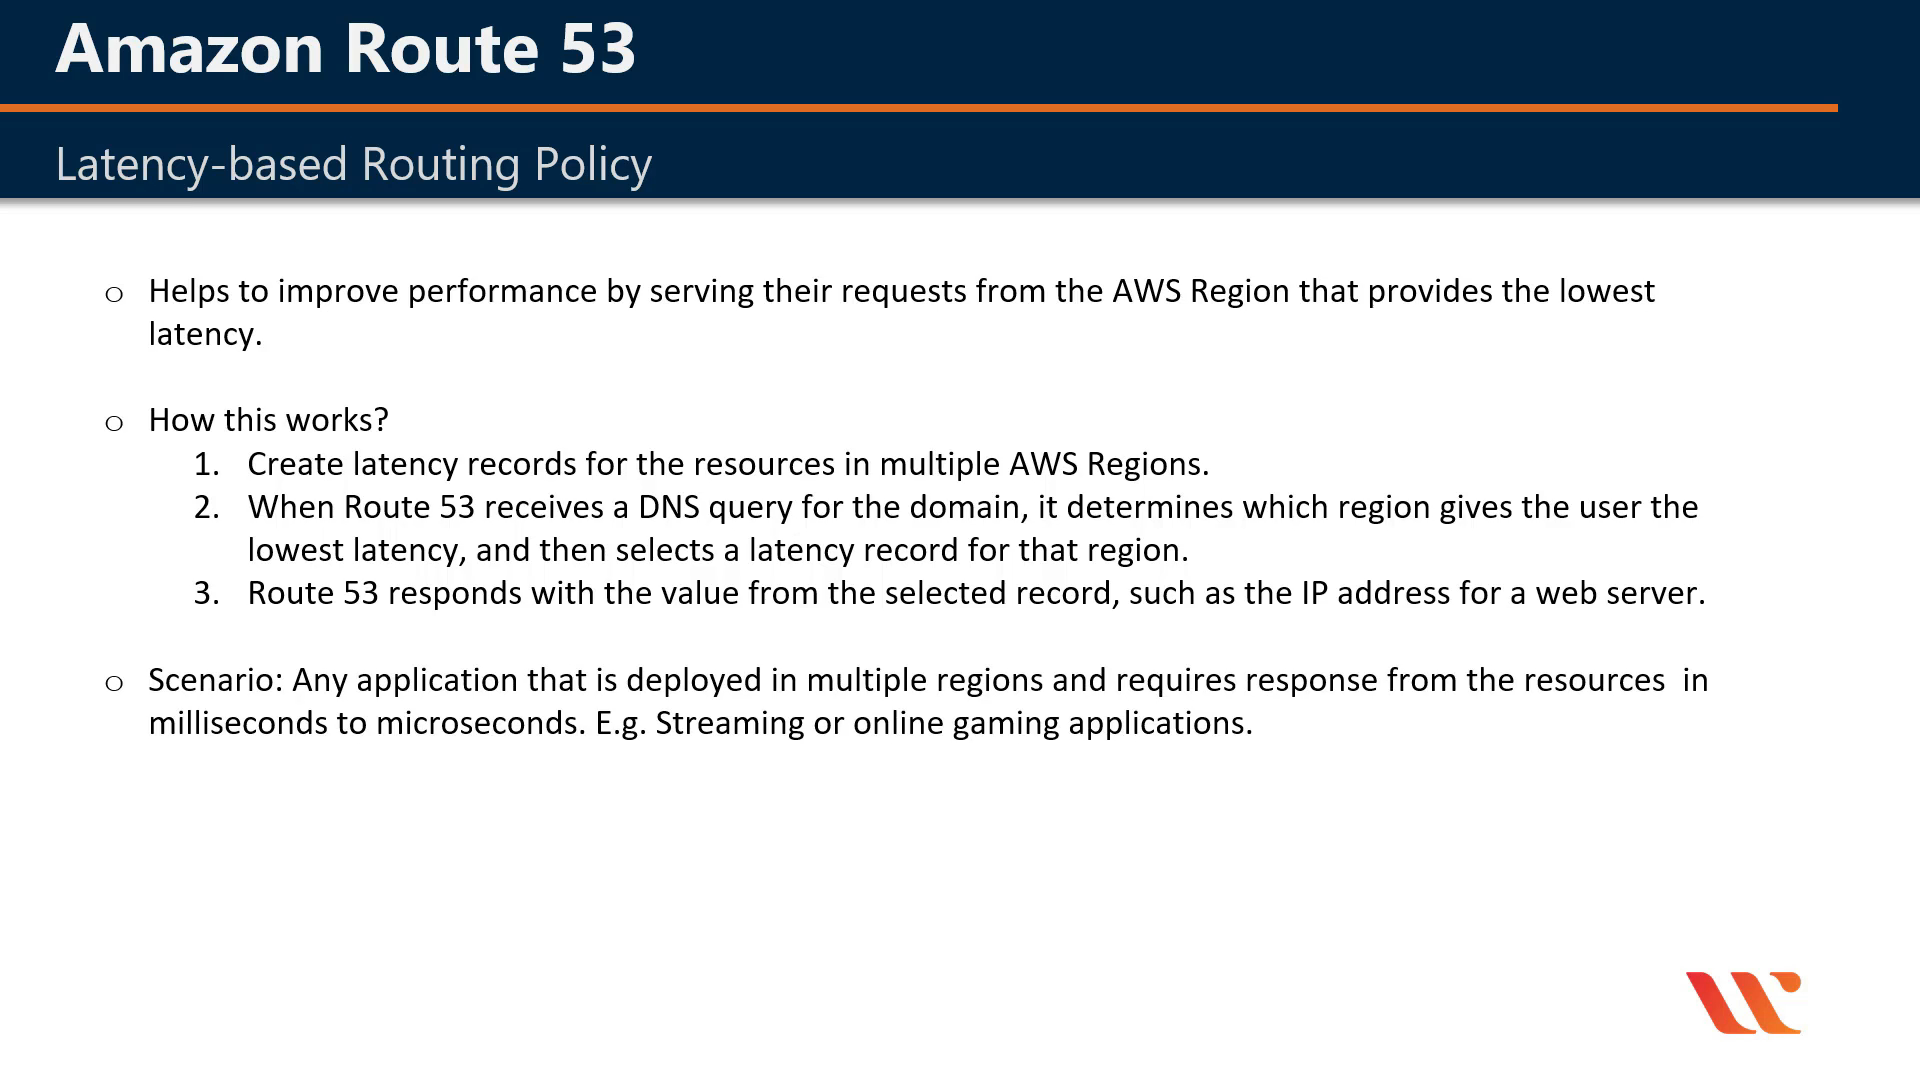 Amazon Route 53
Latency-based Routing Policy
o Helps to improve performance by serving their requests from the AWS Region that provides the lowest
latency.
o How this works?
1. Create latency records for the resources in multiple AWS Regions.
2. When Route 53 receives a DNS query for the domain, it determines which region gives the user the
lowest latency, and then selects a latency record for that region.
3. Route 53 responds with the value from the selected record, such as the IP address for a web server.
o Scenario: Any application that is deployed in multiple regions and requires response from the resources  in
milliseconds to microseconds. E.g. Streaming or online gaming applications.